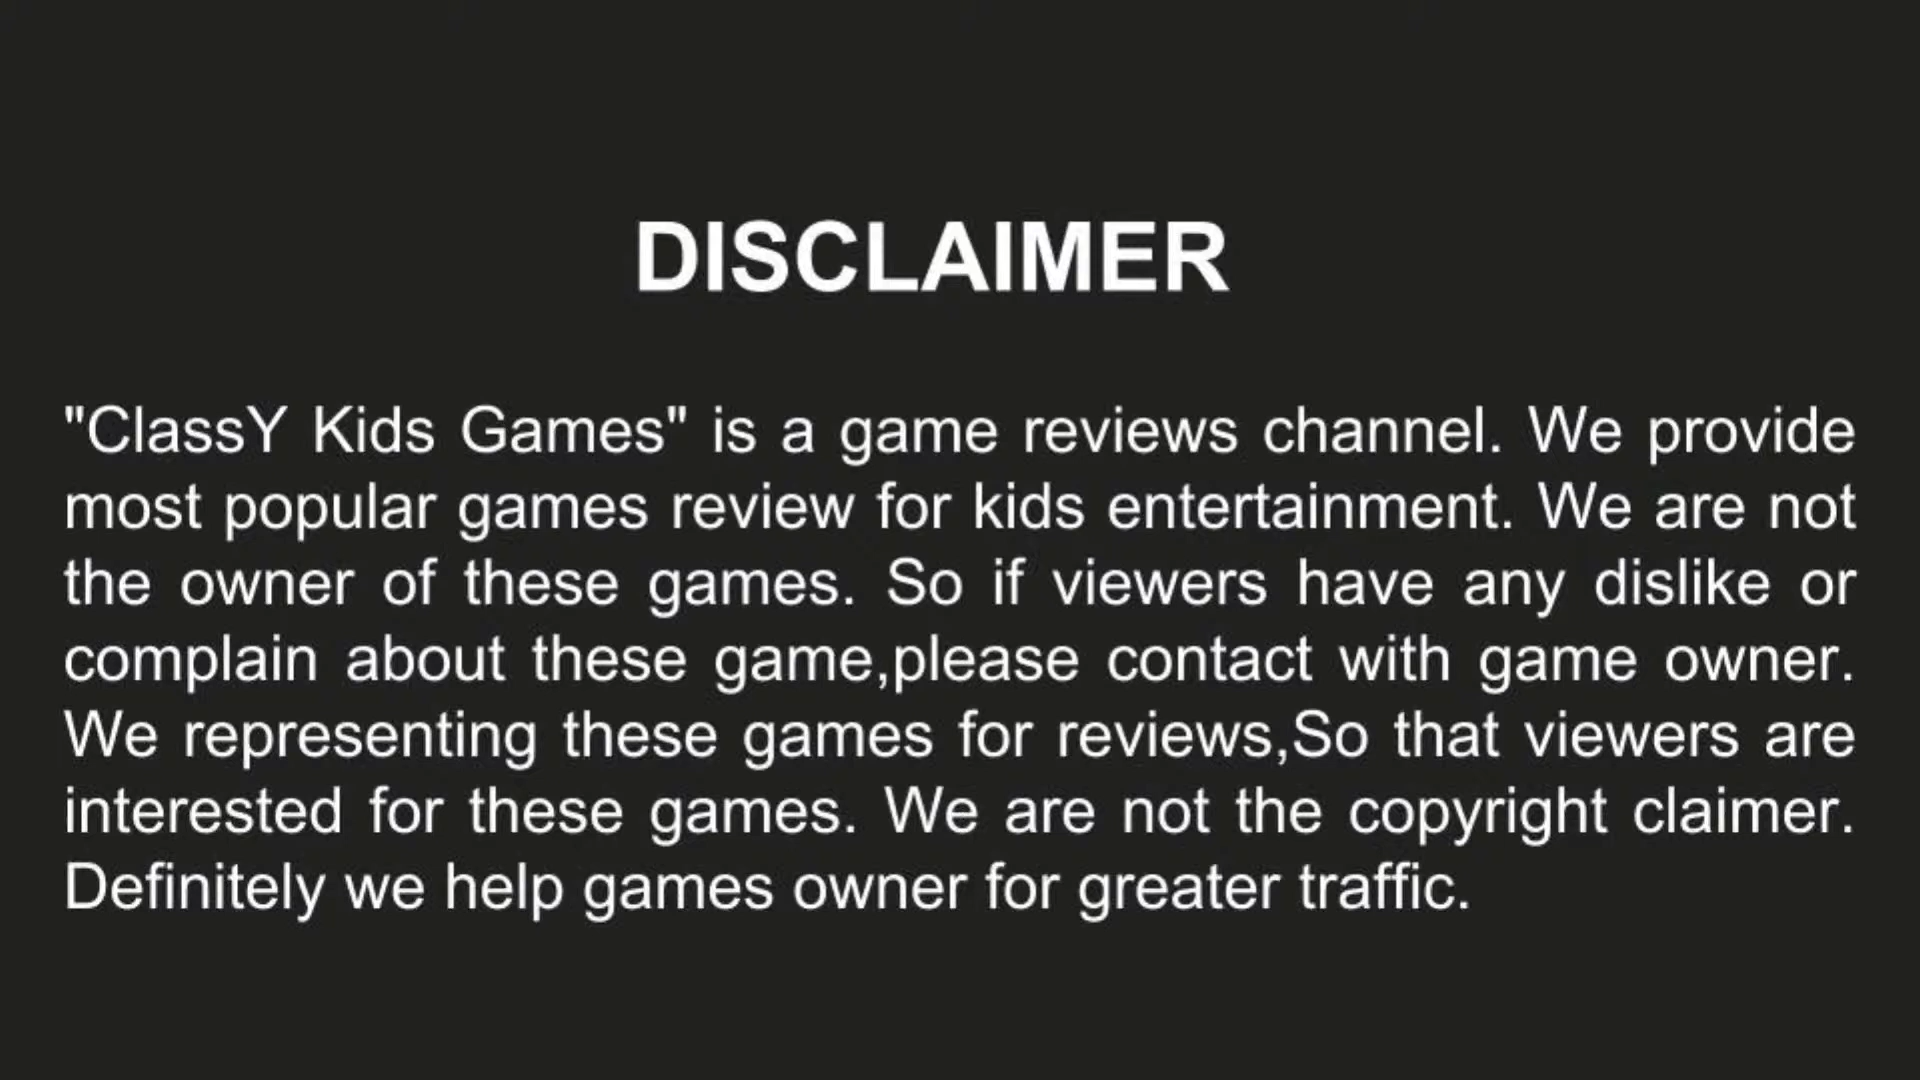 DISCLAIMER
"ClassY Kids Games" is a game reviews channel. We provide
most popular games review for kids entertainment. We are not
the owner of these games. So if viewers have any dislike or
complain about these game,please contact with game owner.
We representing these games for reviews,So that viewers are
interested for these games. We are not the copyright claimer.
Definitely we help games owner for greater traffic.